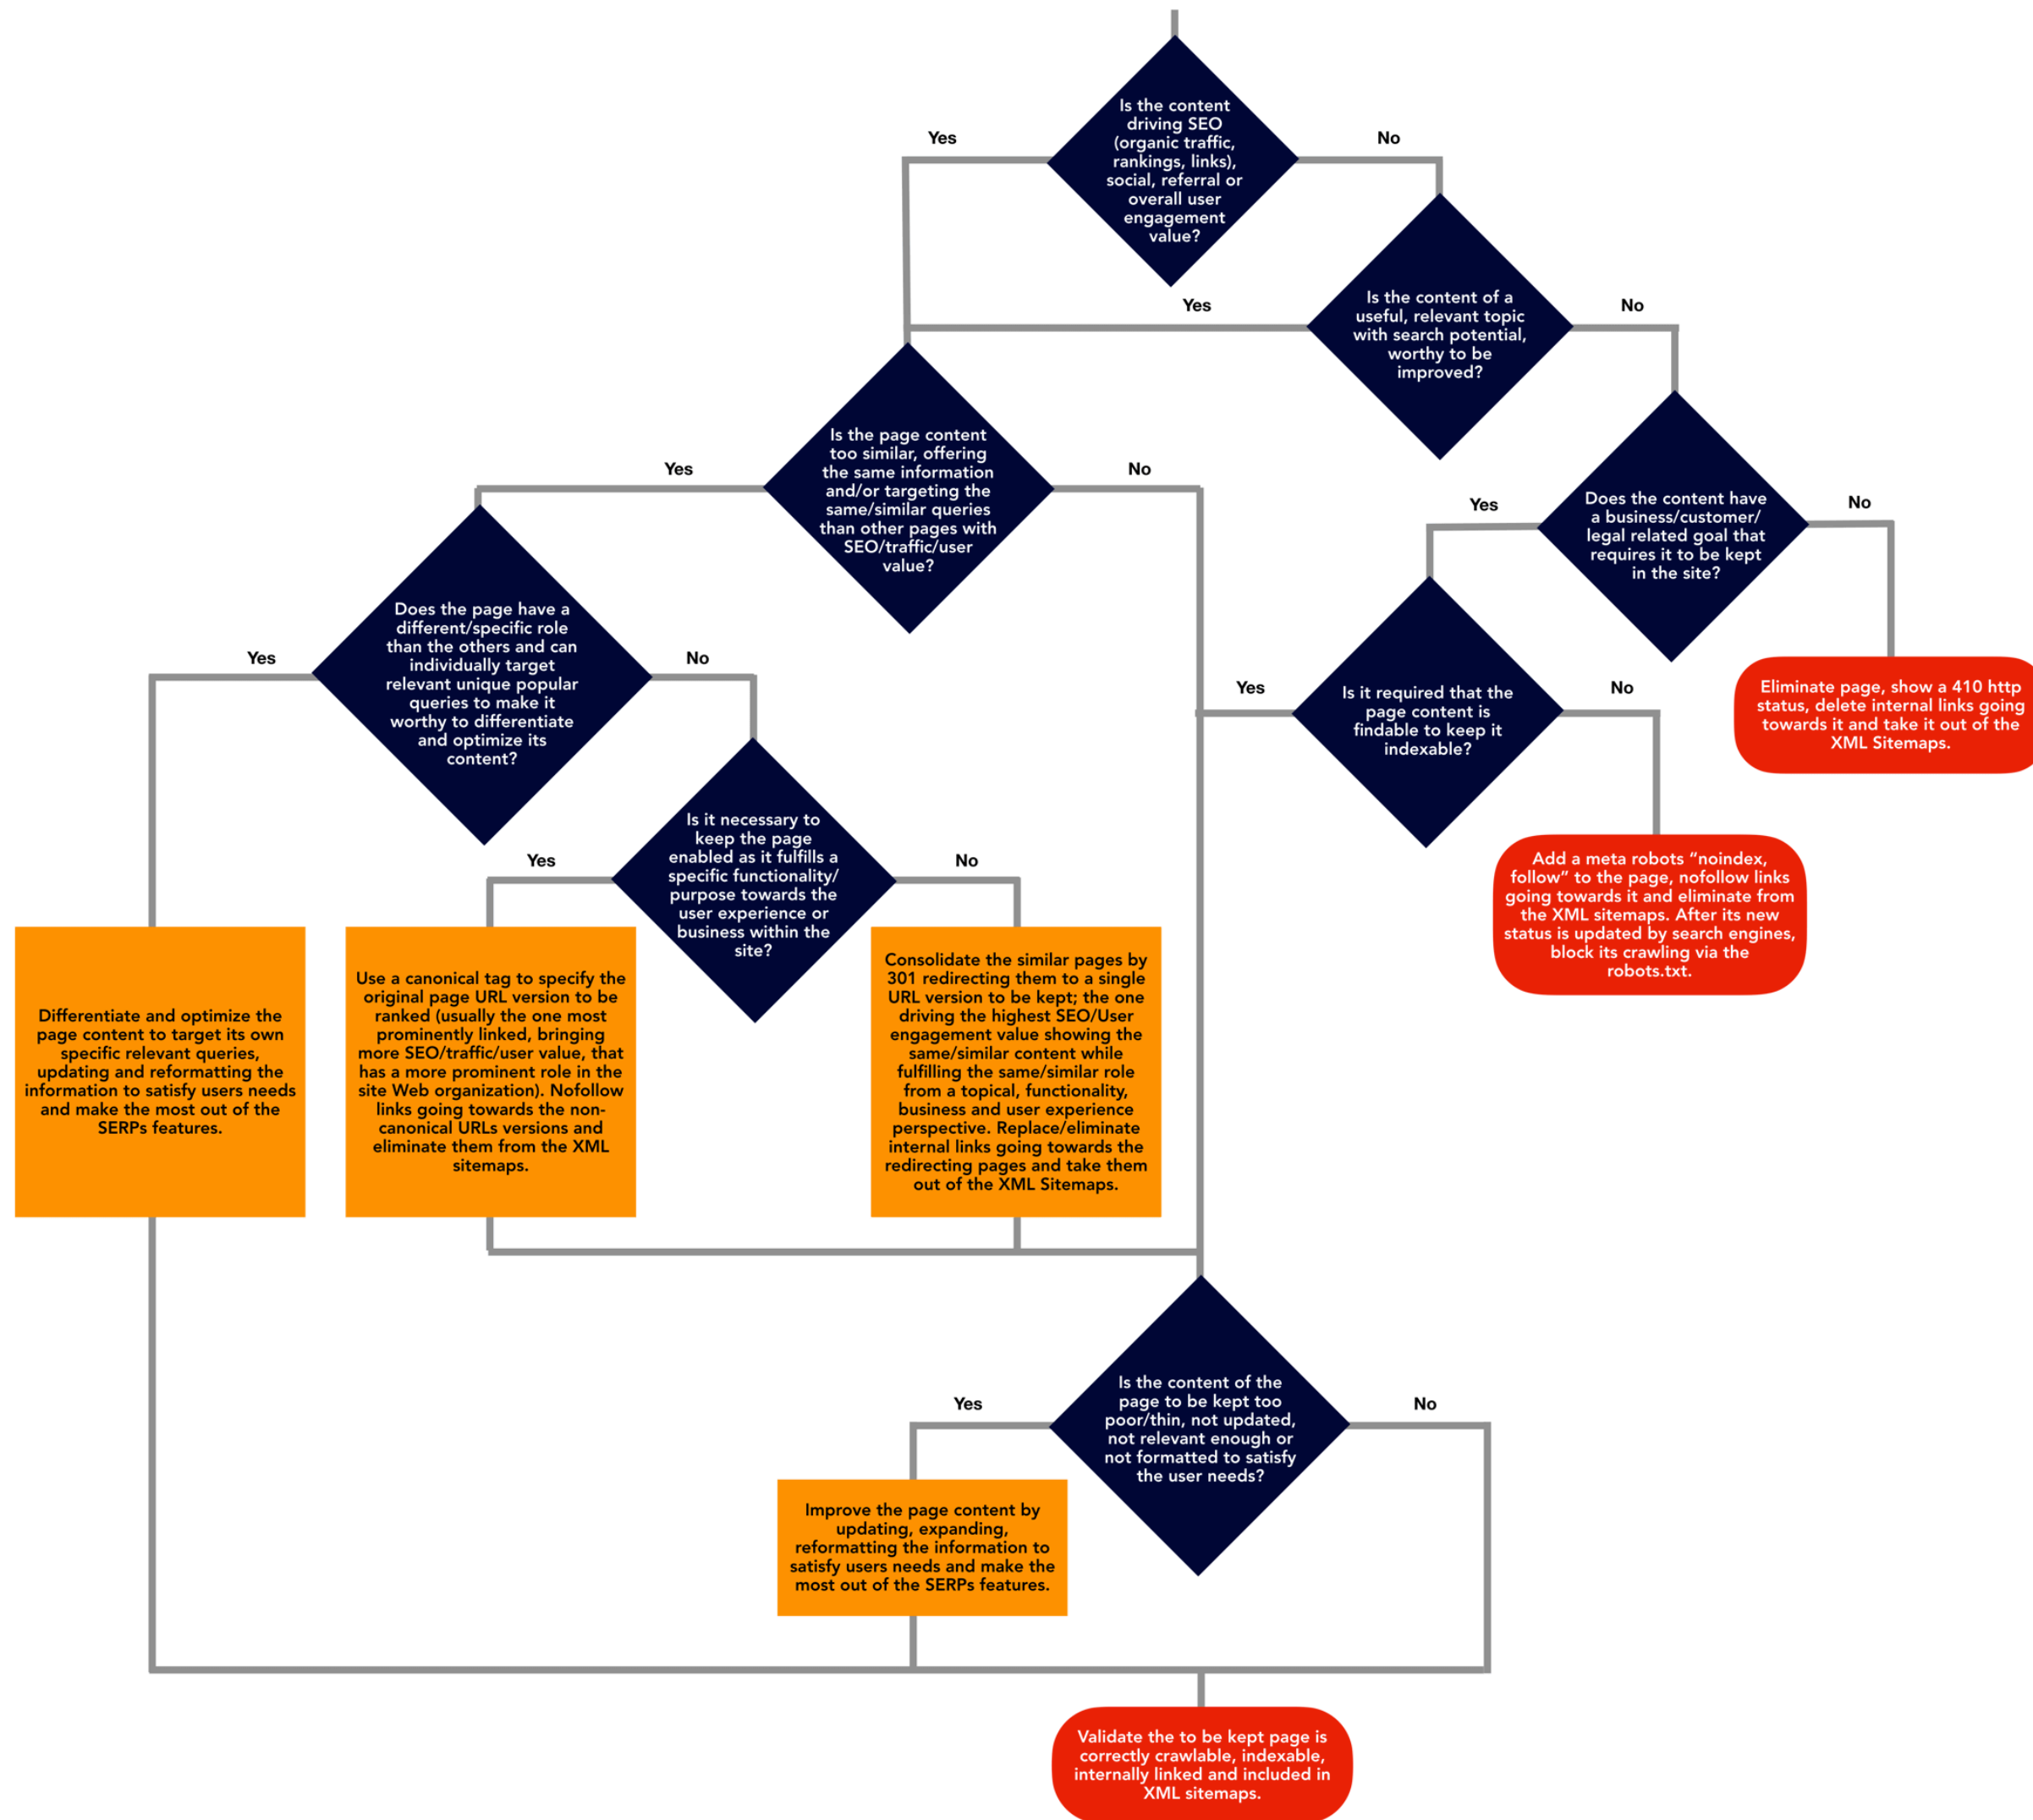 Is the content
driving SEO
(organic traffic,
rankings, links),
social, referral or
overall user
engagement
value?
Yes
No
Is the content of a
useful, relevant topic
with search potential,
worthy to be
improved?
Yes
No
Is the page content
too similar, offering
the same information
and/or targeting the
same/similar queries
than other pages with
SEO/traffic/user
value?
Yes
No
Does the content have
a business/customer/
legal related goal that
requires it to be kept
in the site?
Yes
No
Does the page have a
different/specific role
than the others and can
individually target
relevant unique popular
queries to make it
worthy to differentiate
and optimize its
content?
Yes
No
Is it required that the
page content is
findable to keep it
indexable?
Yes
No
Eliminate page, show a 410 http
status, delete internal links going
towards it and take it out of the
XML Sitemaps.
Is it necessary to
keep the page
enabled as it fulfills a
specific functionality/
purpose towards the
user experience or
business within the
site?
Yes
No
Add a meta robots “noindex,
follow” to the page, nofollow links
going towards it and eliminate from
the XML sitemaps. After its new
status is updated by search engines,
block its crawling via the
robots.txt.
Differentiate and optimize the
page content to target its own
specific relevant queries,
updating and reformatting the
information to satisfy users needs
and make the most out of the
SERPs features.
Use a canonical tag to specify the
original page URL version to be
ranked (usually the one most
prominently linked, bringing
more SEO/traffic/user value, that
has a more prominent role in the
site Web organization). Nofollow
links going towards the non-
canonical URLs versions and
eliminate them from the XML
sitemaps.
Consolidate the similar pages by
301 redirecting them to a single
URL version to be kept; the one
driving the highest SEO/User
engagement value showing the
same/similar content while
fulfilling the same/similar role
from a topical, functionality,
business and user experience
perspective. Replace/eliminate
internal links going towards the
redirecting pages and take them
out of the XML Sitemaps.
Is the content of the
page to be kept too
poor/thin, not updated,
not relevant enough or
not formatted to satisfy
the user needs?
Yes
No
Improve the page content by
updating, expanding,
reformatting the information to
satisfy users needs and make the
most out of the SERPs features.
Validate the to be kept page is
correctly crawlable, indexable,
internally linked and included in
XML sitemaps.